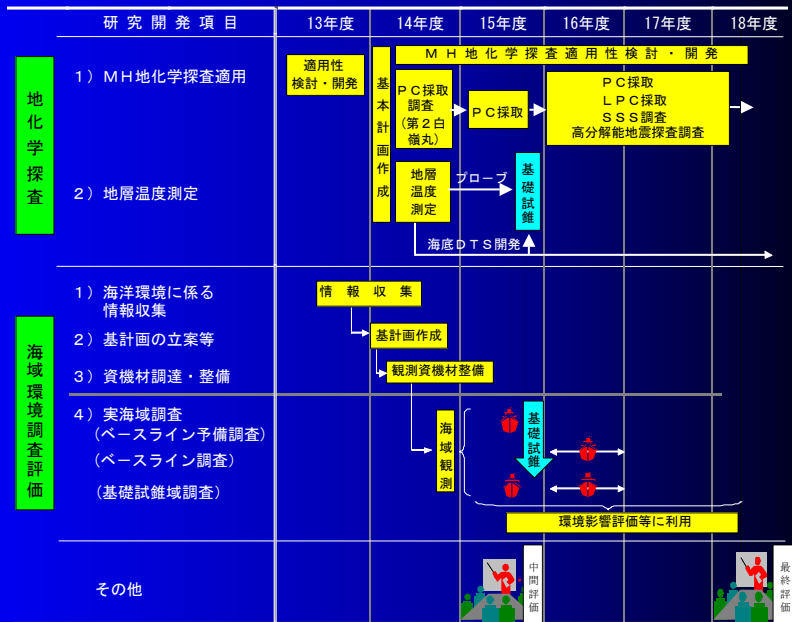 研究開発項目
13年度
14年度
15年度
16年度
17年度
18年度
地化学探査
1）ＭＨ地化学探査適用
適用性
検討・開発
基本計画作成
ＭＨ地化学探査適用性検討・開発
ＰＣ採取
調査
(第２白
嶺丸)
ＰＣ採取
ＰＣ採取
ＬＰＣ採取
ＳＳＳ調査
高分解能地震探査調査
2）地層温度測定
地層
温度
測定
プローブ
基礎試錐
海底ＤＴＳ開発
海域環境調査評価
1）海洋環境に係る
情報収集
情報収集
2）基計画の立案等
基計画作成
3）資機材調達・整備
観測資機材整備
4）実海域調査
(ベースライン予備調査)
(ベースライン調査)
(基礎試錐域調査)
海域観測
基礎試錐
環境影響評価等に利用
その他
中間評価
最終評価